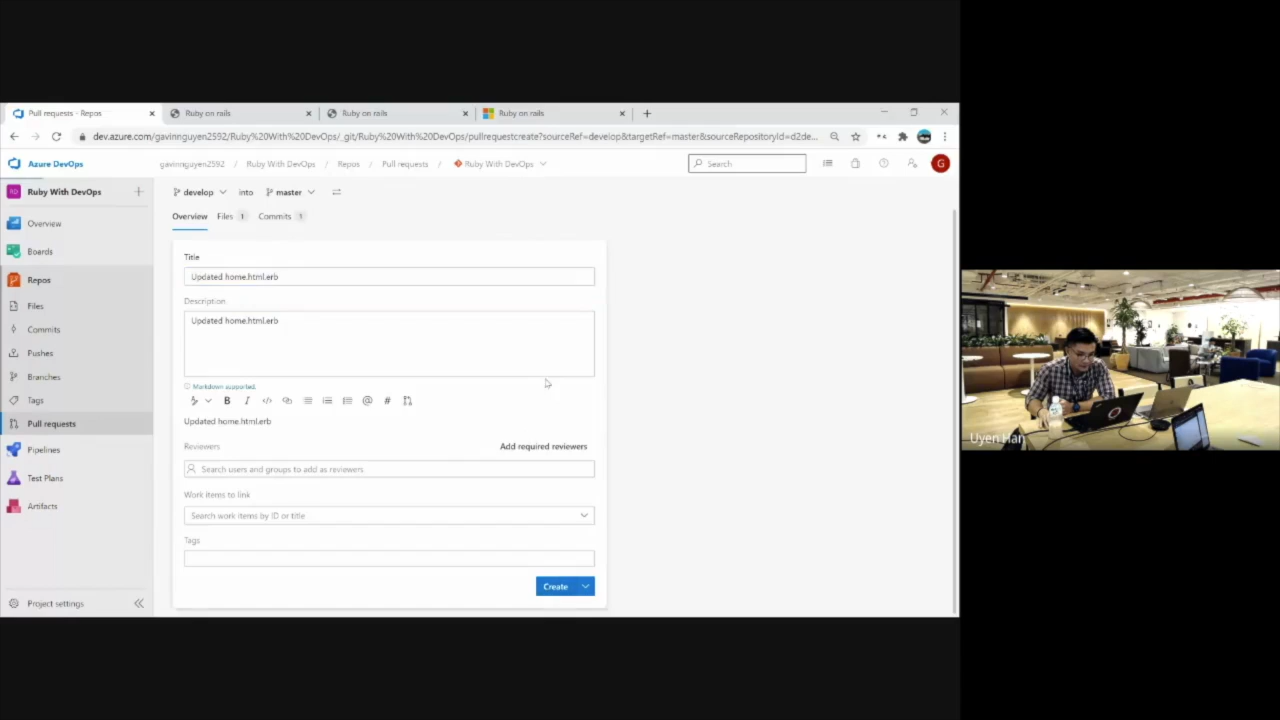 Pull requests - Repos
Ruby on rails
Ruby on rails
Ruby on rails
dev.azure.com/gavinnguyen2592/Ruby%20With%20DevOps/_git/Ruby%20With%20DevOps/pullrequestcreate?sourceRef=develop&targetRef=master&sourceRepositoryId=d2de...
Azure DevOps
gavinnguyen2592 / Ruby With DevOps / Repos / Pull requests / Ruby With DevOps
Search
G
RD Ruby With DevOps
develop into master
Overview Files 1 Commits 1
Overview
Boards
Repos
Files
Commits
Pushes
Branches
Tags
Pull requests
Pipelines
Test Plans
Artifacts
Project settings
Title
Updated home.html.erb
Description
Updated home.html.erb
Markdown supported.
Updated home.html.erb
Reviewers Add required reviewers
Search users and groups to add as reviewers
Work items to link
Search work items by ID or title
Tags
Create
Uyen Han